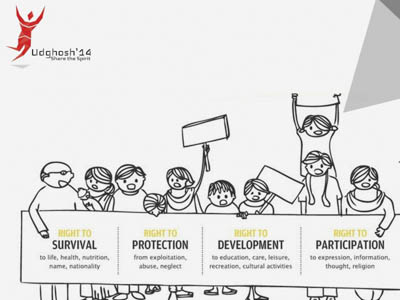 Udghosh'14
Share the Spirit
RIGHT TO
SURVIVAL
to life, health, nutrition,
name, nationality
RIGHT TO
PROTECTION
from exploitation,
abuse, neglect
RIGHT TO
DEVELOPMENT
to education, care, leisure,
recreation, cultural activities
RIGHT TO
PARTICIPATION
to expression, information,
thought, religion